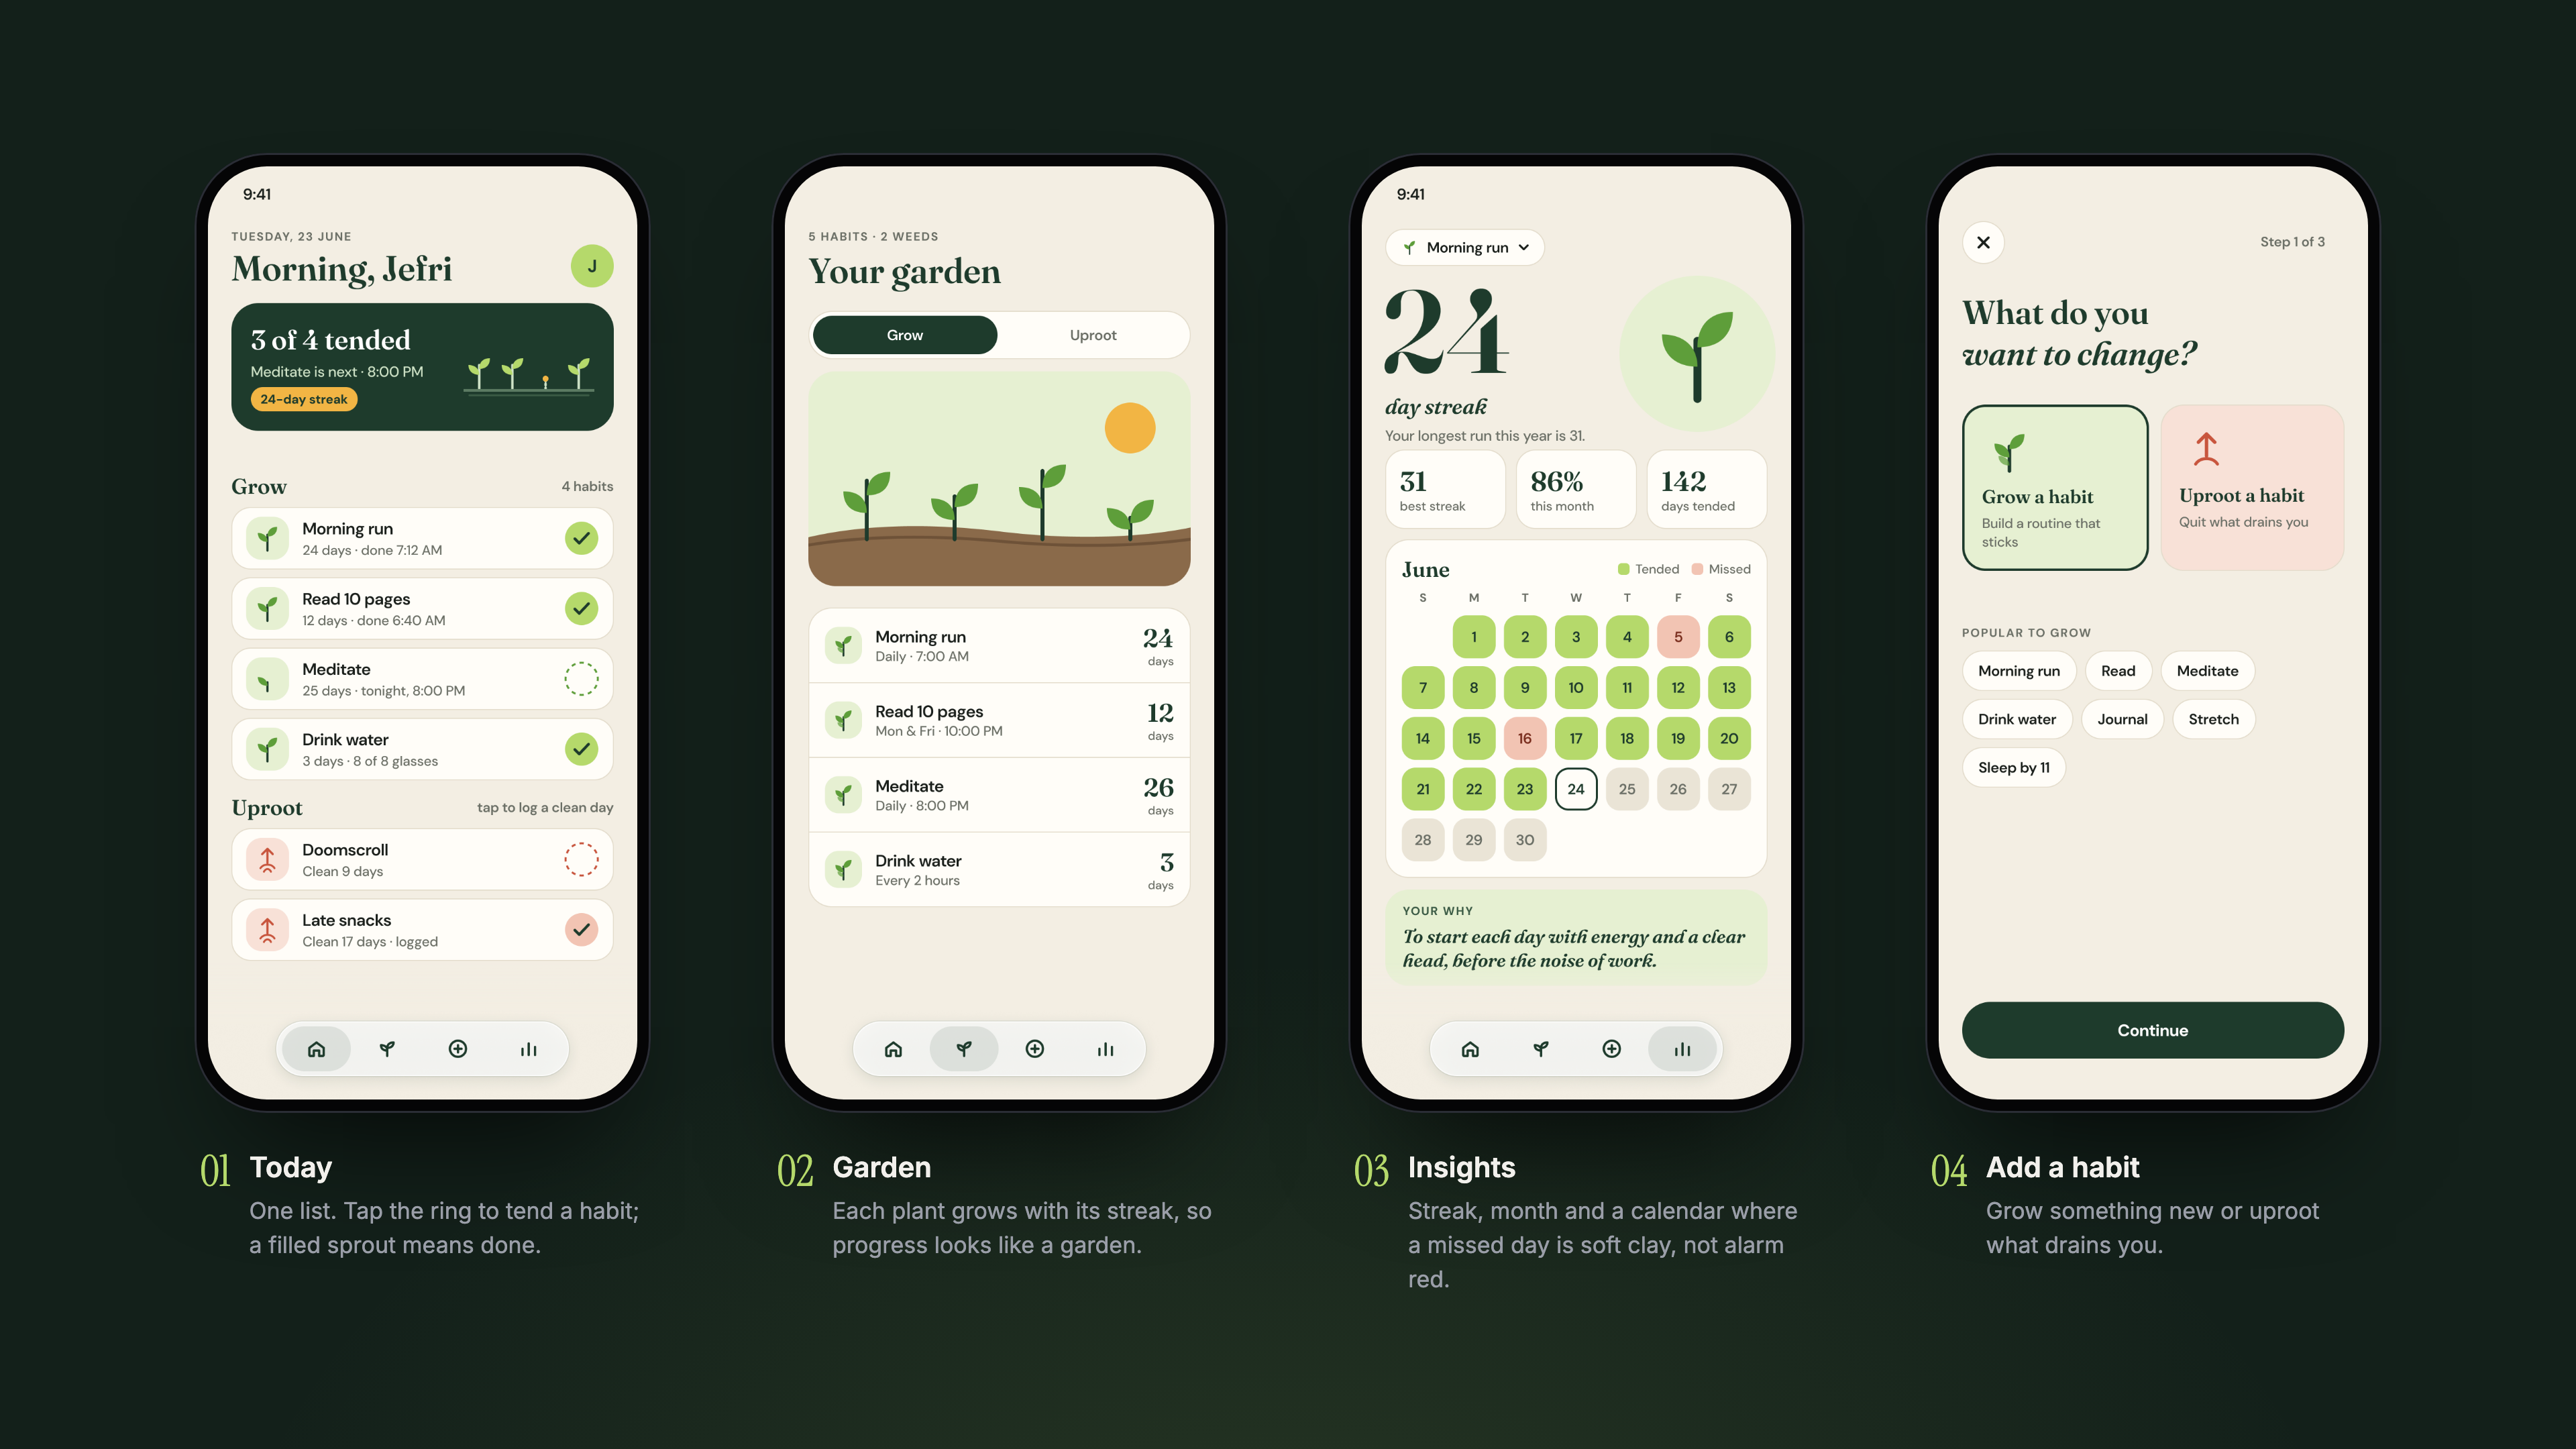 9:41
TUESDAY, 23 JUNE
Morning, Jefri
J
3 of 4 tended
Meditate is next · 8:00 PM
24-day streak
Grow
4 habits
Morning run
24 days · done 7:12 AM
Read 10 pages
12 days · done 6:40 AM
Meditate
25 days · tonight, 8:00 PM
Drink water
3 days · 8 of 8 glasses
Uproot
tap to log a clean day
Doomscroll
Clean 9 days
Late snacks
Clean 17 days · logged
01
Today
One list. Tap the ring to tend a habit;
a filled sprout means done.
5 HABITS · 2 WEEDS
Your garden
Grow
Uproot
Morning run
Daily · 7:00 AM
24
days
Read 10 pages
Mon & Fri · 10:00 PM
12
days
Meditate
Daily · 8:00 PM
26
days
Drink water
Every 2 hours
3
days
02
Garden
Each plant grows with its streak, so
progress looks like a garden.
9:41
Morning run
24
day streak
Your longest run this year is 31.
31
best streak
86%
this month
142
days tended
June
Tended
Missed
S M T W T F S
1 2 3 4 5 6
7 8 9 10 11 12 13
14 15 16 17 18 19 20
21 22 23 24 25 26 27
28 29 30
YOUR WHY
To start each day with energy and a clear
head, before the noise of work.
03
Insights
Streak, month and a calendar where
a missed day is soft clay, not alarm
red.
Step 1 of 3
What do you
want to change?
Grow a habit
Build a routine that
sticks
Uproot a habit
Quit what drains you
POPULAR TO GROW
Morning run
Read
Meditate
Drink water
Journal
Stretch
Sleep by 11
Continue
04
Add a habit
Grow something new or uproot
what drains you.